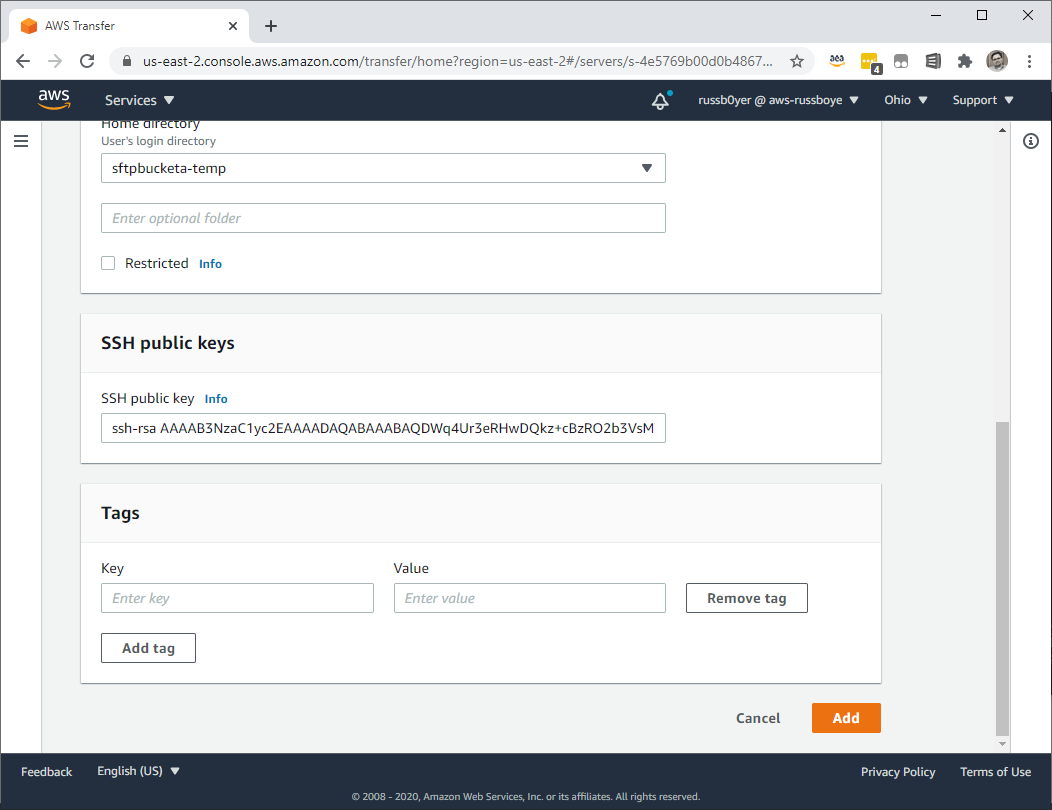 AWS Transfer
us-east-2.console.aws.amazon.com/transfer/home?region=us-east-2#/servers/s-4e5769b00d0b4867...
aea
4
aws
Services
russb0yer @ aws-russboye
Ohio
Support
Home directory
User's login directory
sftpbucketa-temp
Enter optional folder
Restricted Info
SSH public keys
SSH public key Info
ssh-rsa AAAAB3NzaC1yc2EAAAADAQABAAABAQDWq4Ur3eRHwDQkz+cBzRO2b3VsM
Tags
Key Value
Enter key Enter value Remove tag
Add tag
Cancel Add
Feedback English (US) Privacy Policy Terms of Use
© 2008 - 2020, Amazon Web Services, Inc. or its affiliates. All rights reserved.